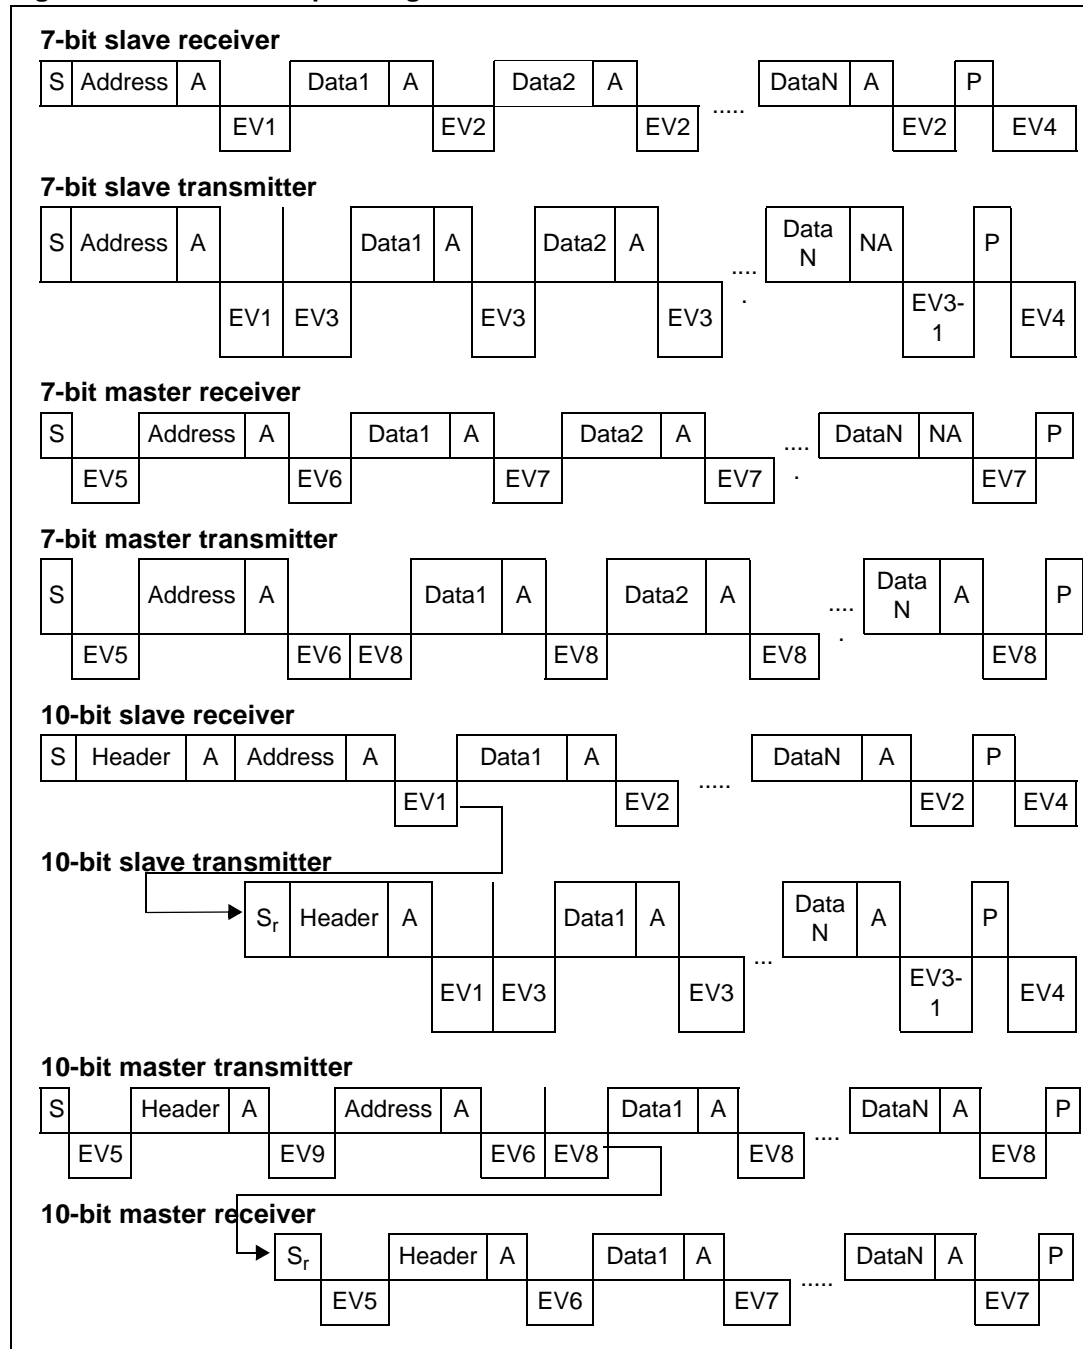 7-bit slave receiver
S Address A Data1 A Data2 A ..... DataN A P
EV1 EV2 EV2 EV2 EV4
7-bit slave transmitter
S Address A Data1 A Data2 A .... . Data N NA P
EV1 EV3 EV3 EV3 EV3-1 EV4
7-bit master receiver
S Address A Data1 A Data2 A .... . DataN NA P
EV5 EV6 EV7 EV7 EV7
7-bit master transmitter
S Address A Data1 A Data2 A .... . Data N A P
EV5 EV6 EV8 EV8 EV8 EV8
10-bit slave receiver
S Header A Address A Data1 A ..... DataN A P
EV1 EV2 EV2 EV4
10-bit slave transmitter
Sr Header A Data1 A ... Data N A P
EV1 EV3 EV3 EV3-1 EV4
10-bit master transmitter
S Header A Address A Data1 A .... DataN A P
EV5 EV9 EV6 EV8 EV8 EV8
10-bit master receiver
Sr Header A Data1 A ..... DataN A P
EV5 EV6 EV7 EV7